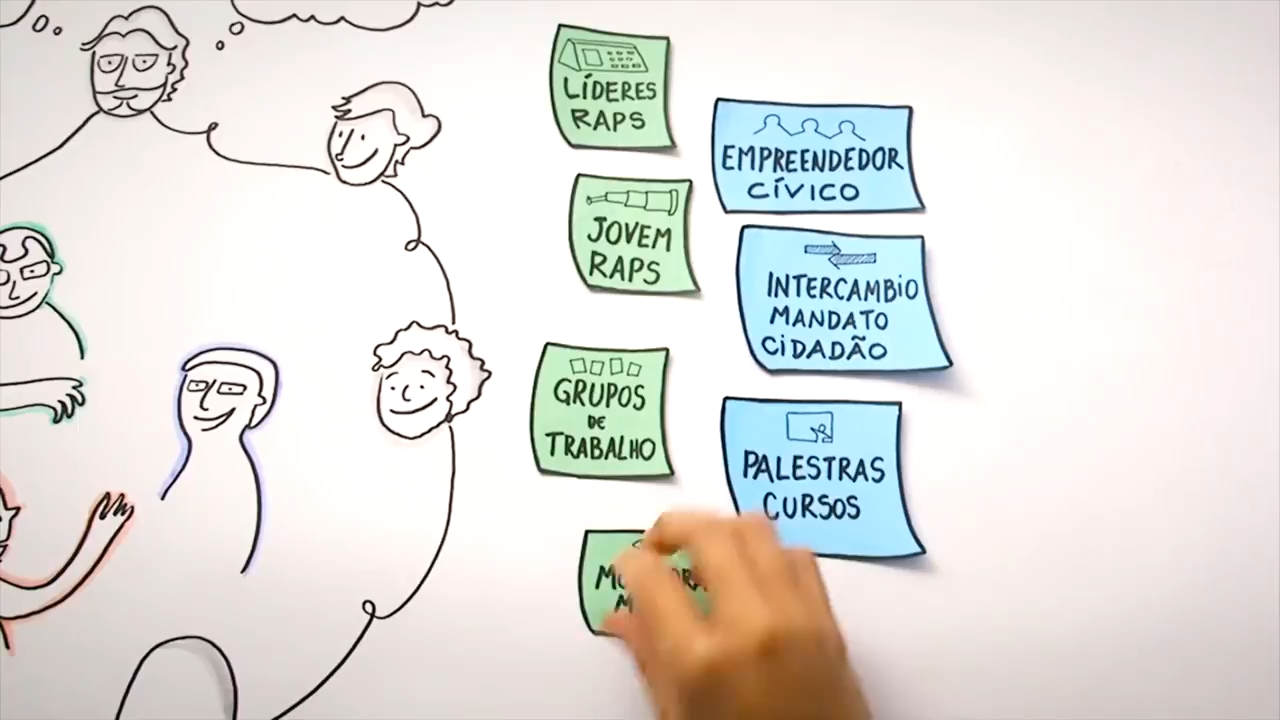 LÍDERES
RAPS
EMPREENDEDOR
CÍVICO
JOVEM
RAPS
INTERCAMBIO
MANDATO
CIDADÃO
GRUPOS
DE
TRABALHO
PALESTRAS
CURSOS